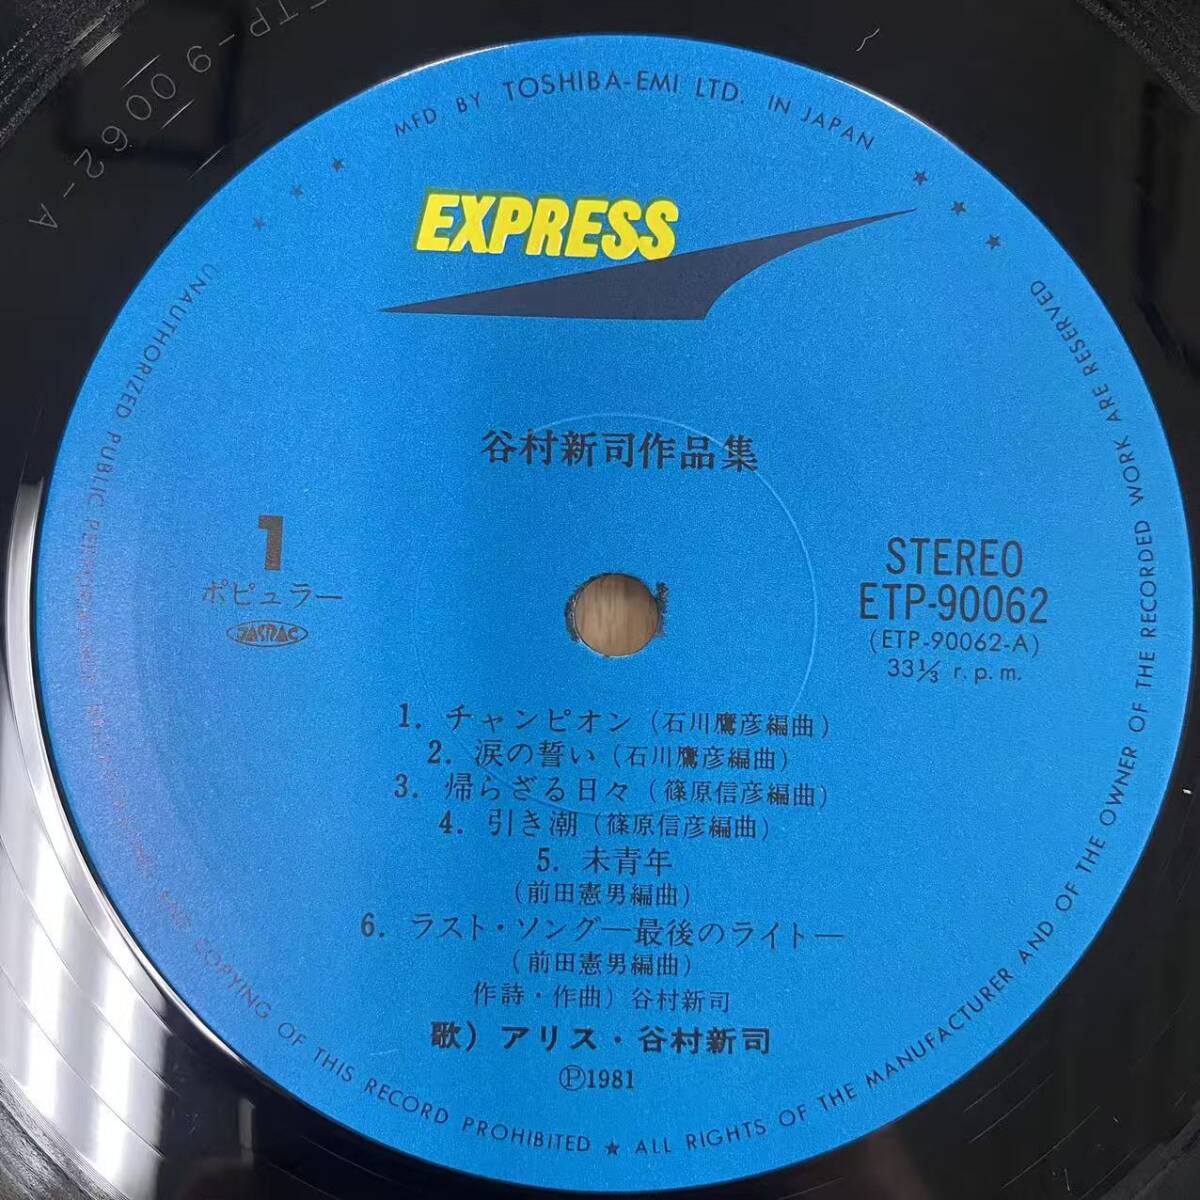 ETP-90062-A
MFD BY TOSHIBA-EMI LTD. IN JAPAN
EXPRESS
谷村新司作品集
1
ポピュラー
JASRAC
STEREO
ETP-90062
(ETP-90062-A)
33⅓ r.p.m.
1. チャンピオン (石川鷹彦編曲)
2. 涙の誓い (石川鷹彦編曲)
3. 帰らざる日々 (篠原信彦編曲)
4. 引き潮 (篠原信彦編曲)
5. 未青年
(前田憲男編曲)
6. ラスト・ソング―最後のライト―
(前田憲男編曲)
作詩・作曲) 谷村新司
歌) アリス・谷村新司
Ⓟ1981
UNAUTHORIZED PUBLIC PERFORMANCE BROADCASTING AND COPYING OF THIS RECORD PROHIBITED ★ ALL RIGHTS OF THE MANUFACTURER AND OF THE OWNER OF THE RECORDED WORK ARE RESERVED